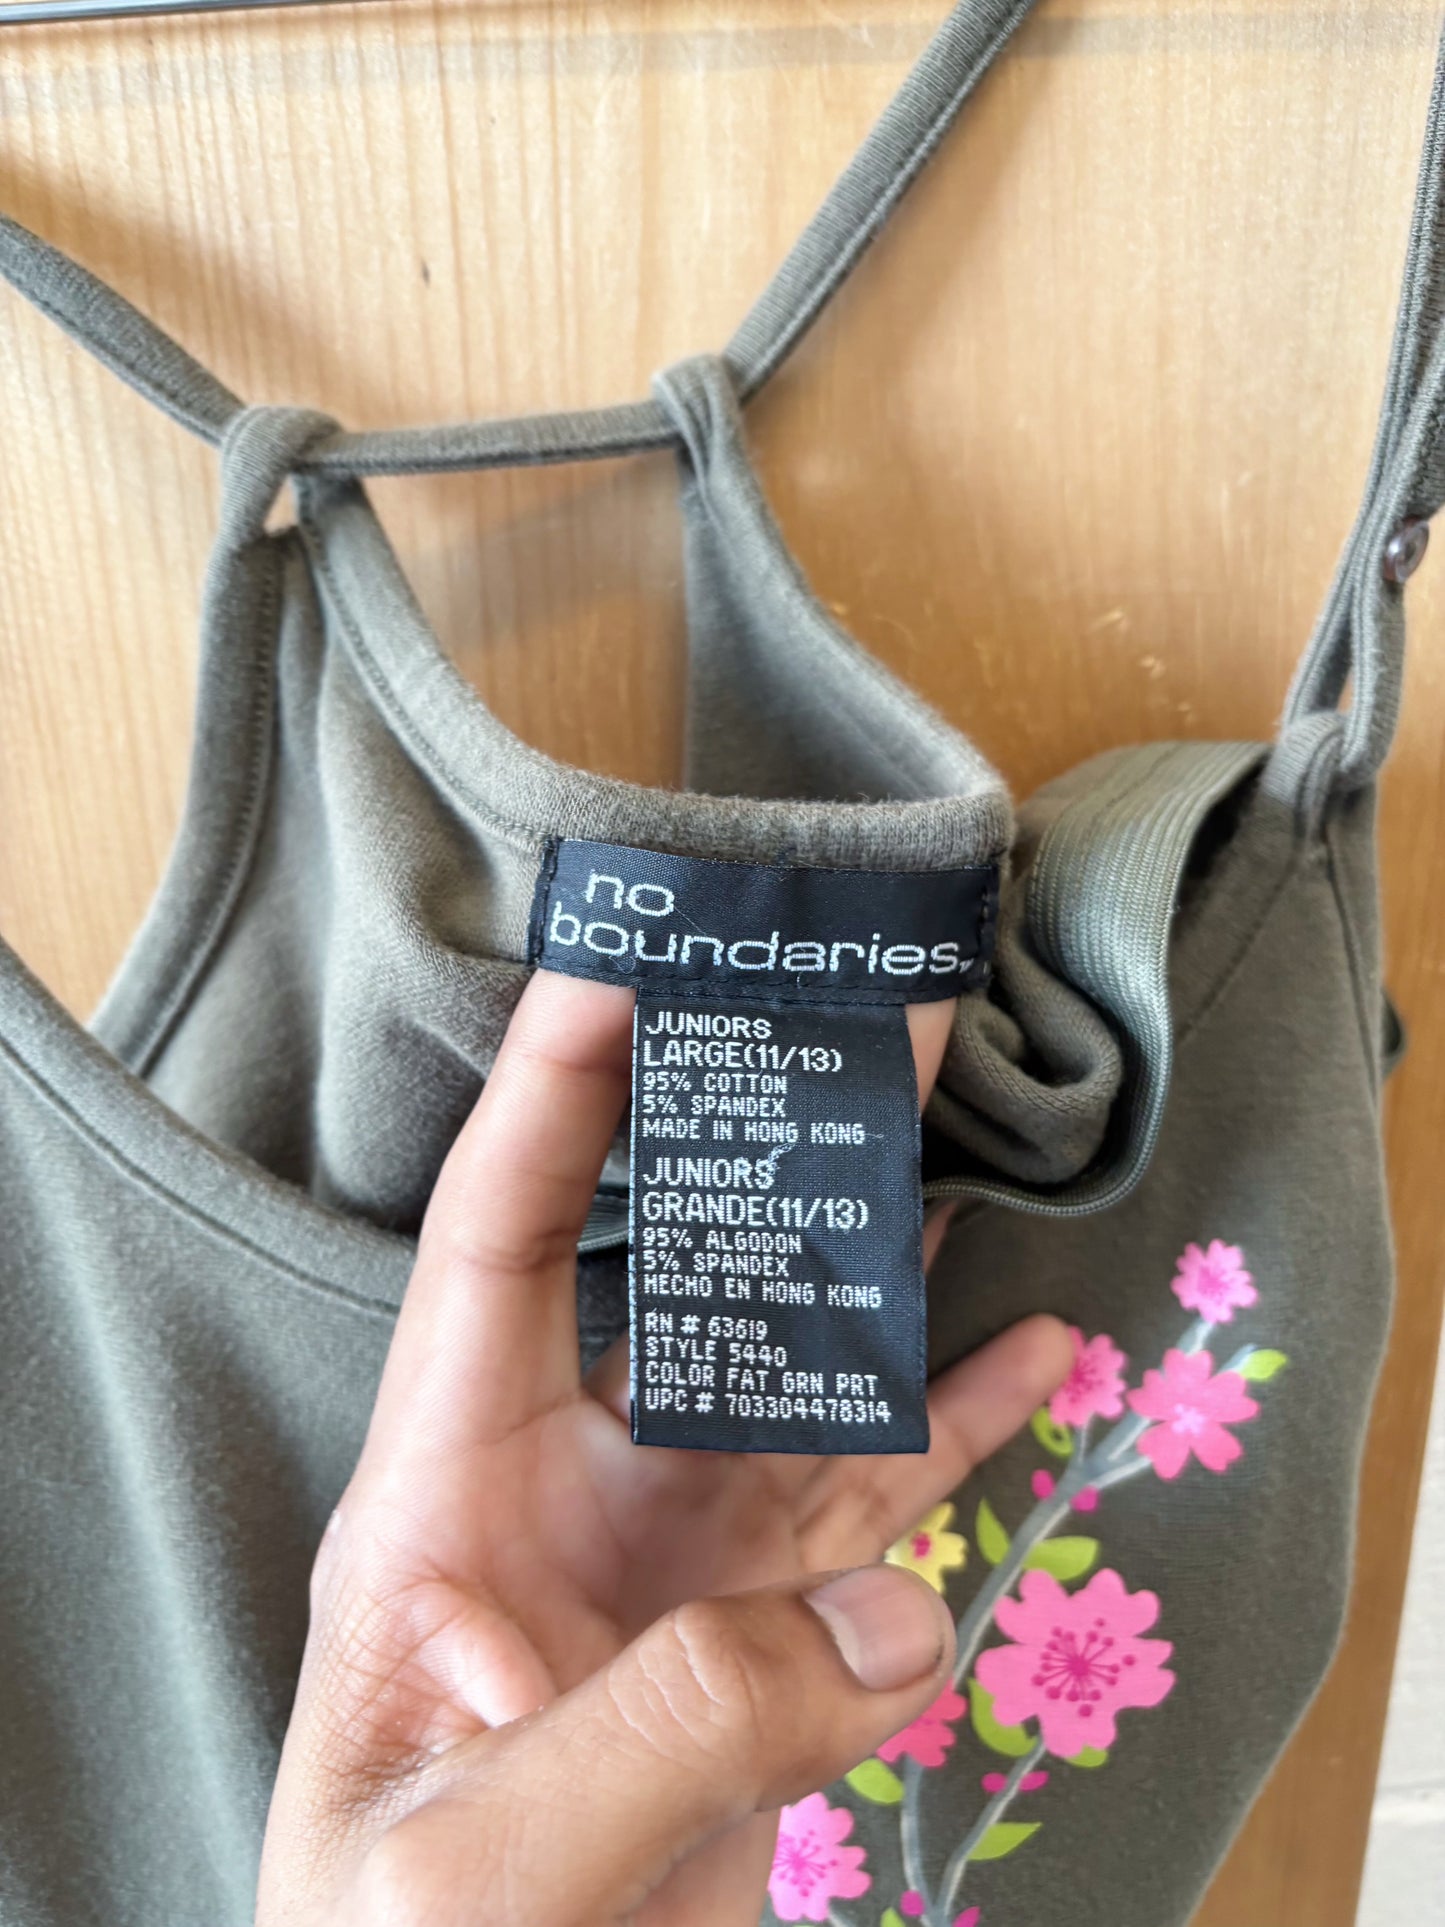 no
boundaries
JUNIORS
LARGE(11/13)
95% COTTON
5% SPANDEX
MADE IN HONG KONG
JUNIORS
GRANDE(11/13)
95% ALGODON
5% SPANDEX
HECHO EN HONG KONG
RN # 63619
STYLE 5440
COLOR FAT GRN PRT
UPC # 703304478314